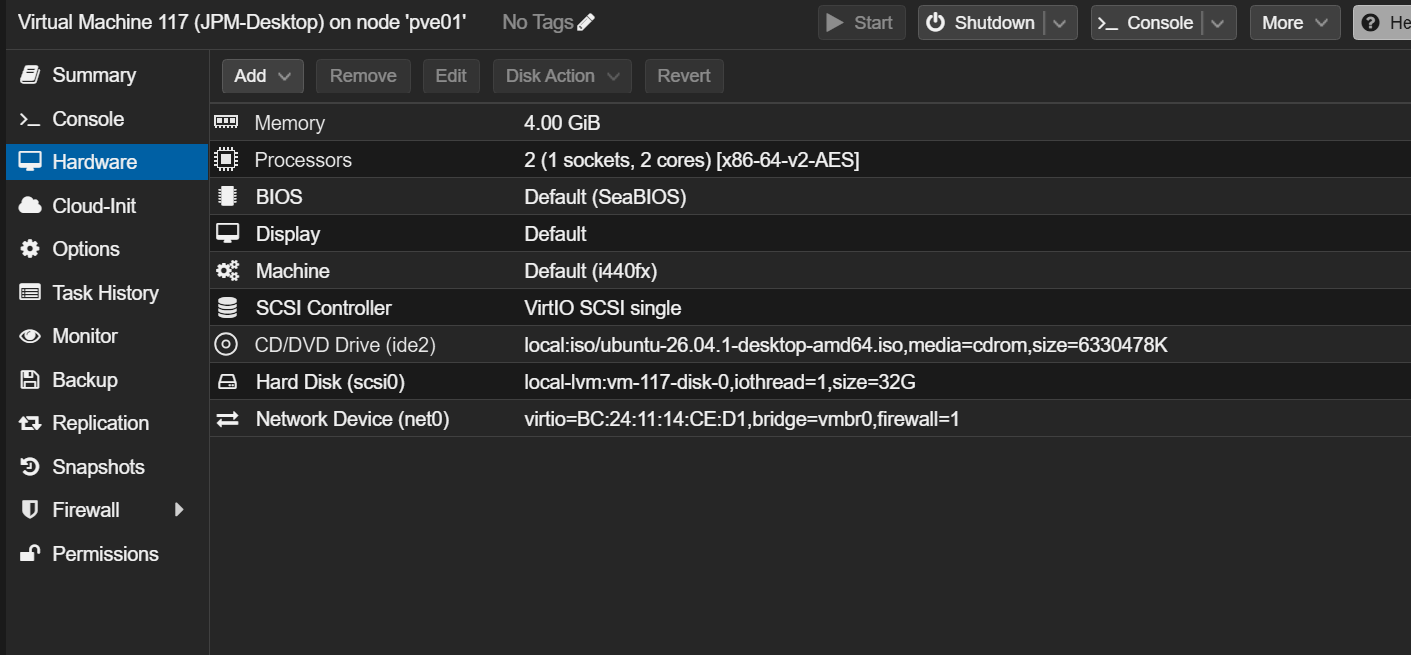 Virtual Machine 117 (JPM-Desktop) on node 'pve01' No Tags Start Shutdown Console More He
Summary
Console
Hardware
Cloud-Init
Options
Task History
Monitor
Backup
Replication
Snapshots
Firewall
Permissions
Add Remove Edit Disk Action Revert
Memory 4.00 GiB
Processors 2 (1 sockets, 2 cores) [x86-64-v2-AES]
BIOS Default (SeaBIOS)
Display Default
Machine Default (i440fx)
SCSI Controller VirtIO SCSI single
CD/DVD Drive (ide2) local:iso/ubuntu-26.04.1-desktop-amd64.iso,media=cdrom,size=6330478K
Hard Disk (scsi0) local-lvm:vm-117-disk-0,iothread=1,size=32G
Network Device (net0) virtio=BC:24:11:14:CE:D1,bridge=vmbr0,firewall=1